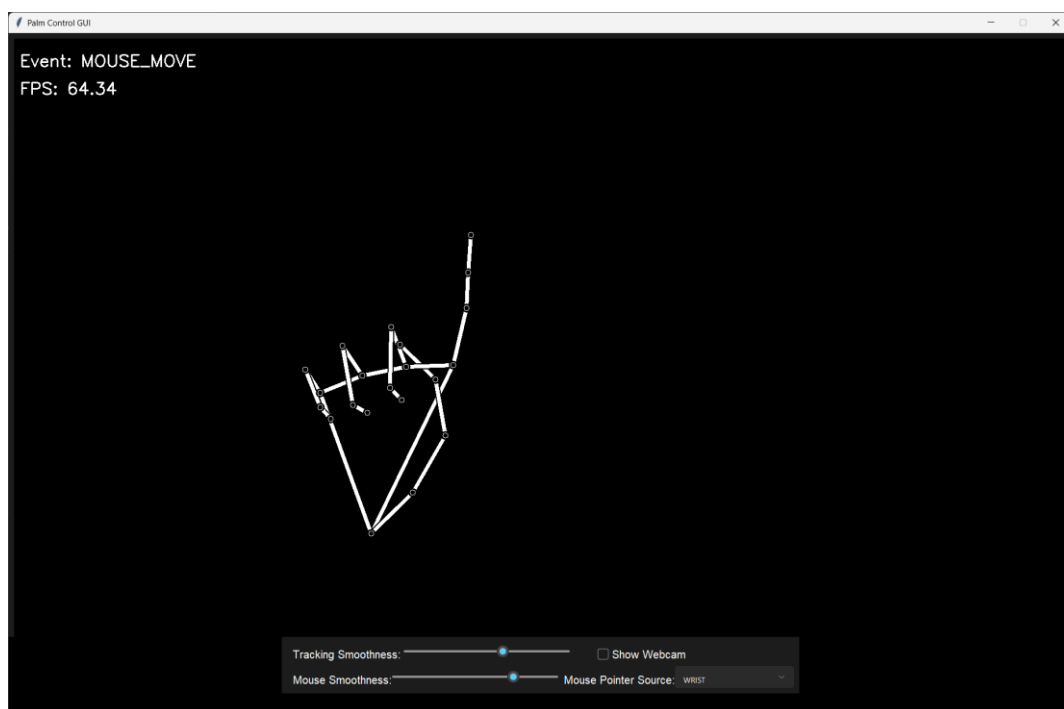 Palm Control GUI
Event: MOUSE_MOVE
FPS: 64.34
Tracking Smoothness:
Show Webcam
Mouse Smoothness:
Mouse Pointer Source: WRIST